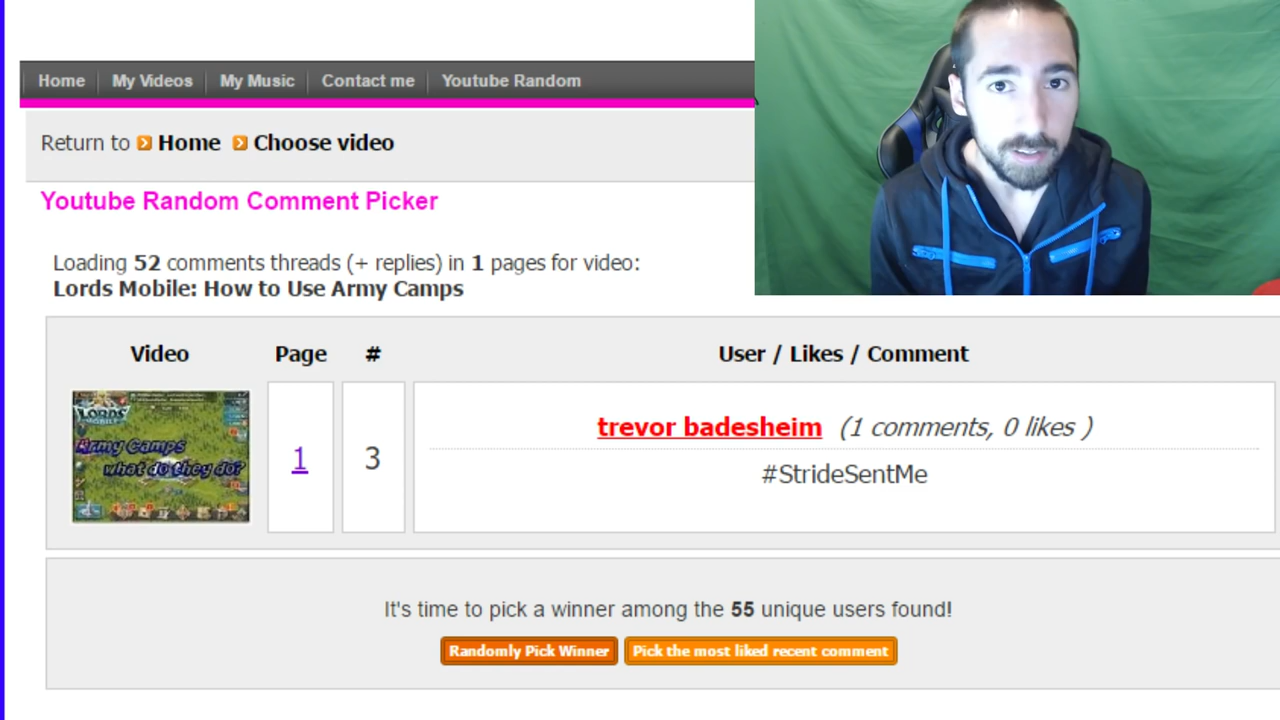 Home My Videos My Music Contact me Youtube Random
Return to Home Choose video
Youtube Random Comment Picker
Loading 52 comments threads (+ replies) in 1 pages for video:
Lords Mobile: How to Use Army Camps
Video Page # User / Likes / Comment
LORDS
MOBILE
Army Camps
what do they do?
1 3
trevor badesheim (1 comments, 0 likes )
#StrideSentMe
It's time to pick a winner among the 55 unique users found!
Randomly Pick Winner Pick the most liked recent comment